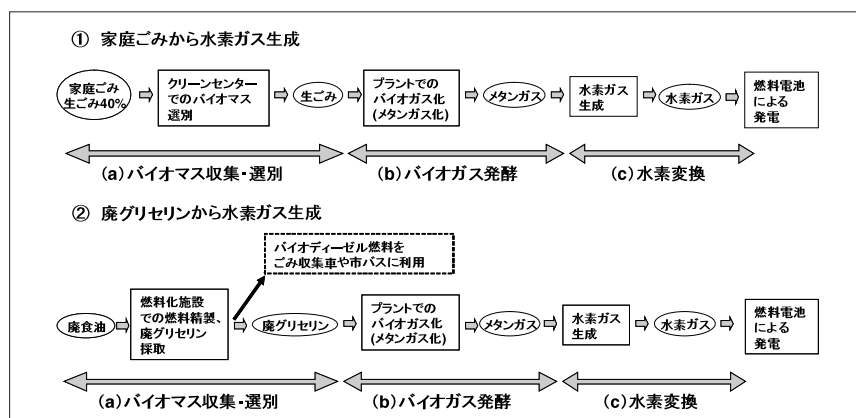 ① 家庭ごみから水素ガス生成
家庭ごみ
生ごみ40%
クリーンセンター
でのバイオマス
選別
生ごみ
プラントでの
バイオガス化
(メタンガス化)
メタンガス
水素ガス
生成
水素ガス
燃料電池
による
発電
(a)バイオマス収集・選別
(b)バイオガス発酵
(c)水素変換
② 廃グリセリンから水素ガス生成
バイオディーゼル燃料を
ごみ収集車や市バスに利用
廃食油
燃料化施設
での燃料精製、
廃グリセリン
採取
廃グリセリン
プラントでの
バイオガス化
(メタンガス化)
メタンガス
水素ガス
生成
水素ガス
燃料電池
による
発電
(a)バイオマス収集・選別
(b)バイオガス発酵
(c)水素変換